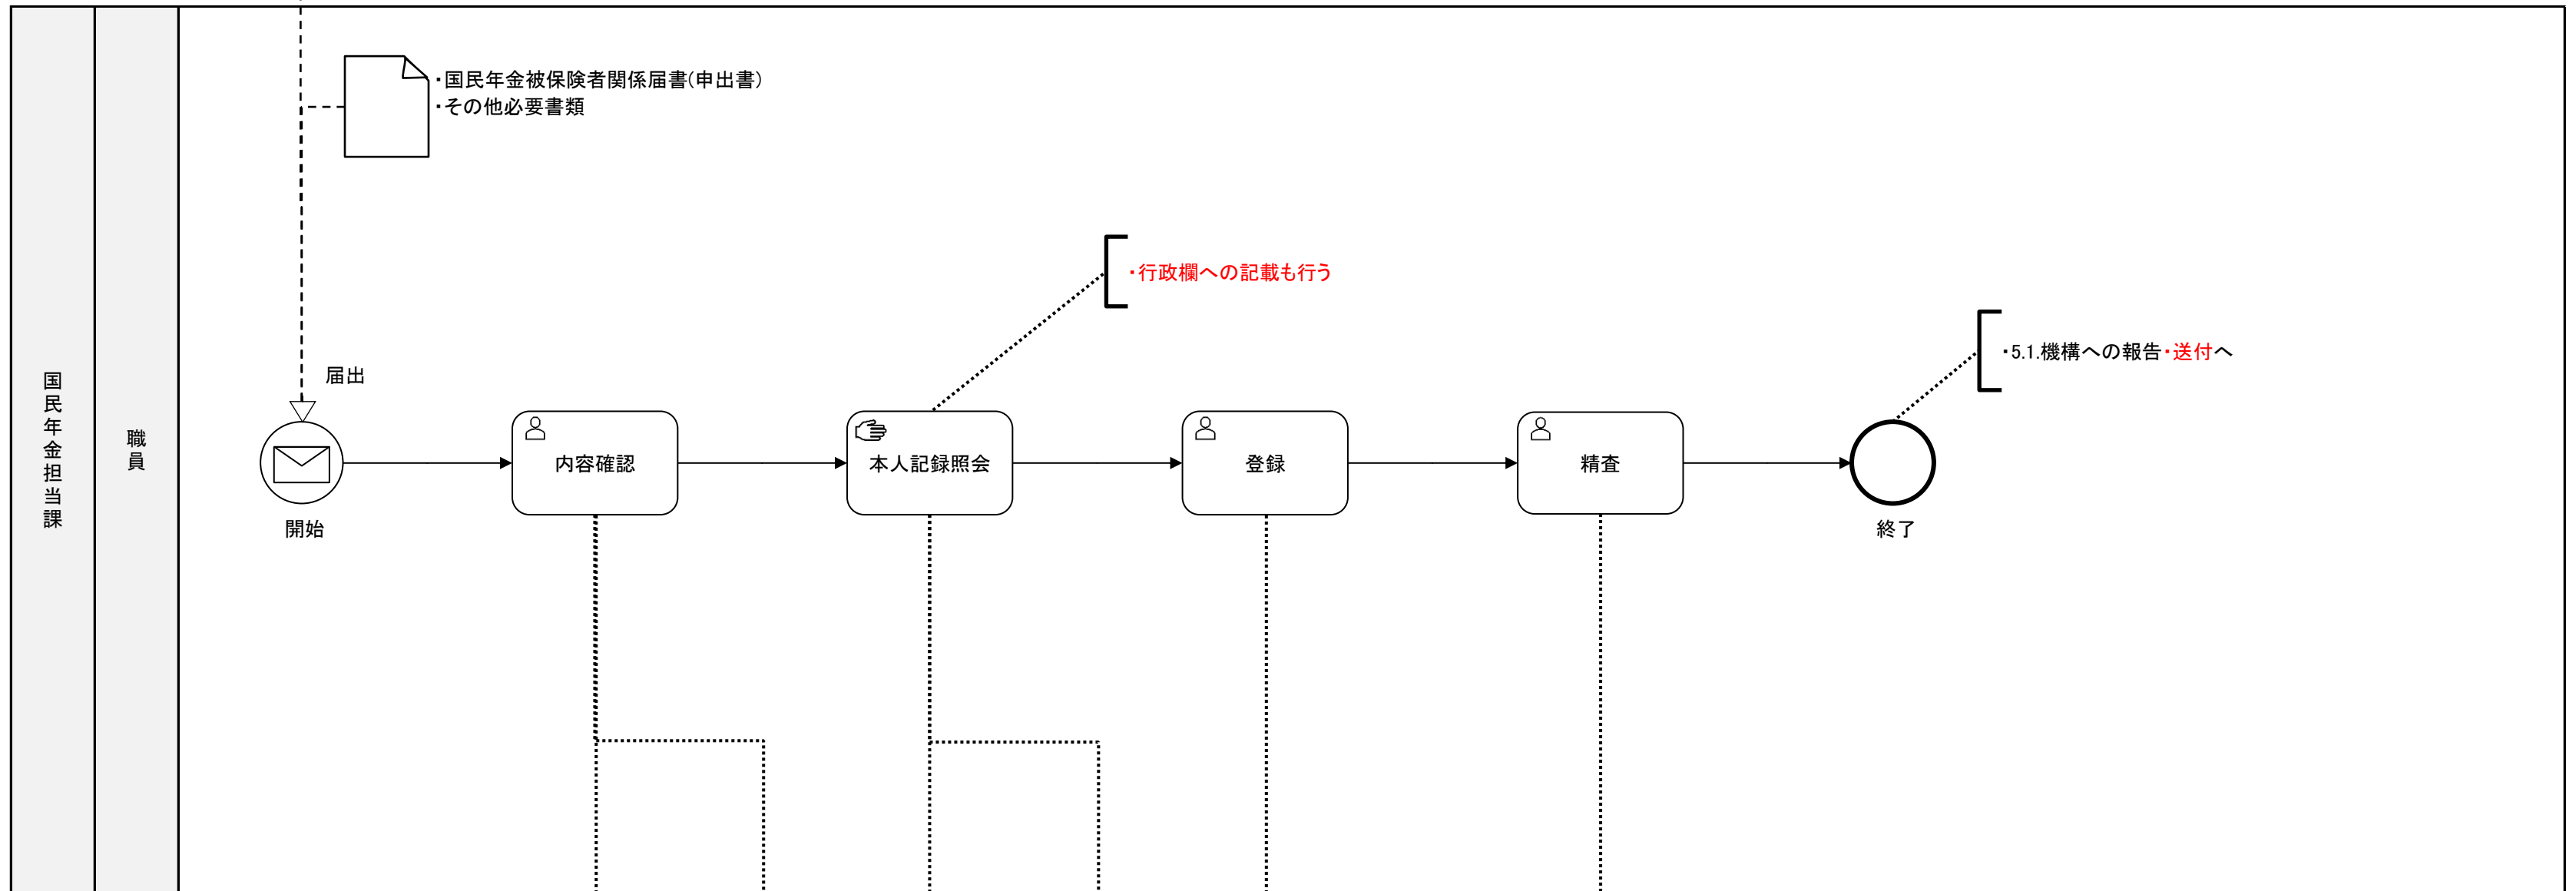 ・国民年金被保険者関係届書(申出書)
・その他必要書類
・行政欄への記載も行う
・5.1.機構への報告・送付へ
届出
国民年金担当課
職員
内容確認
本人記録照会
登録
精査
開始
終了